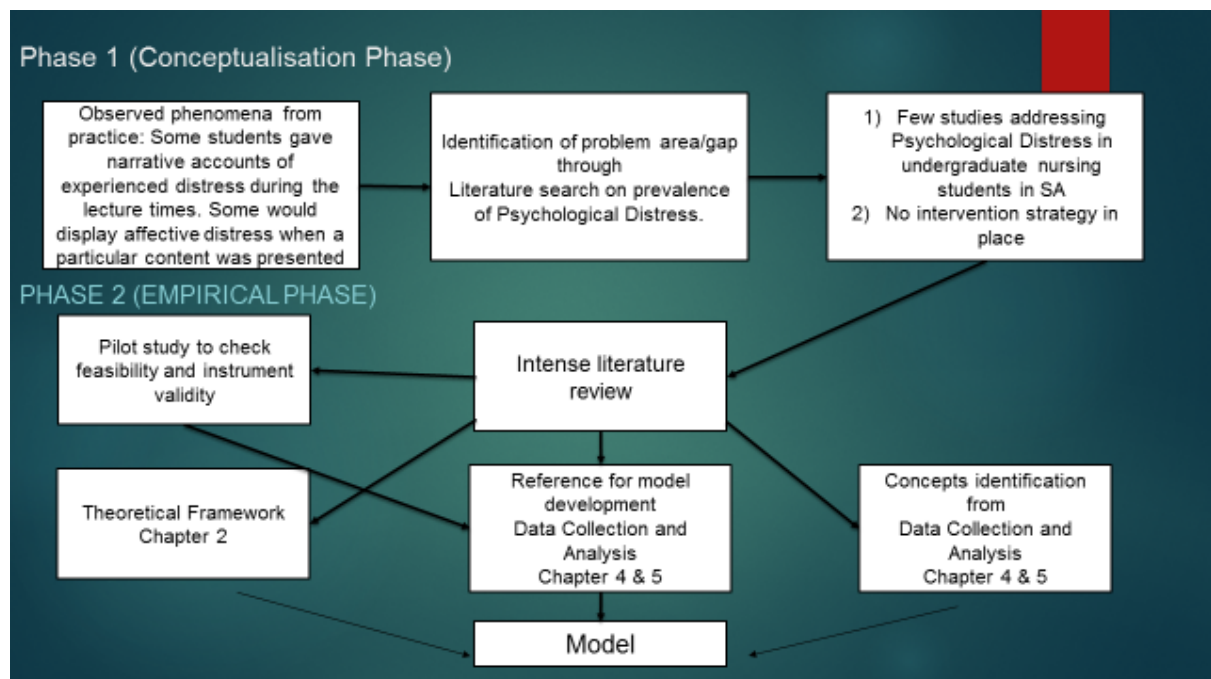 Phase 1 (Conceptualisation Phase)
Observed phenomena from
practice: Some students gave
narrative accounts of
experienced distress during the
lecture times. Some would
display affective distress when a
particular content was presented
Identification of problem area/gap
through
Literature search on prevalence
of Psychological Distress.
1) Few studies addressing
Psychological Distress in
undergraduate nursing
students in SA
2) No intervention strategy in
place
PHASE 2 (EMPIRICAL PHASE)
Pilot study to check
feasibility and instrument
validity
Intense literature
review
Theoretical Framework
Chapter 2
Reference for model
development
Data Collection and
Analysis
Chapter 4 & 5
Concepts identification
from
Data Collection and
Analysis
Chapter 4 & 5
Model